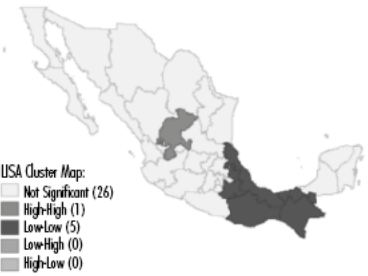 LISA Cluster Map:
Not Significant (26)
High-High (1)
Low-Low (5)
Low-High (0)
High-Low (0)